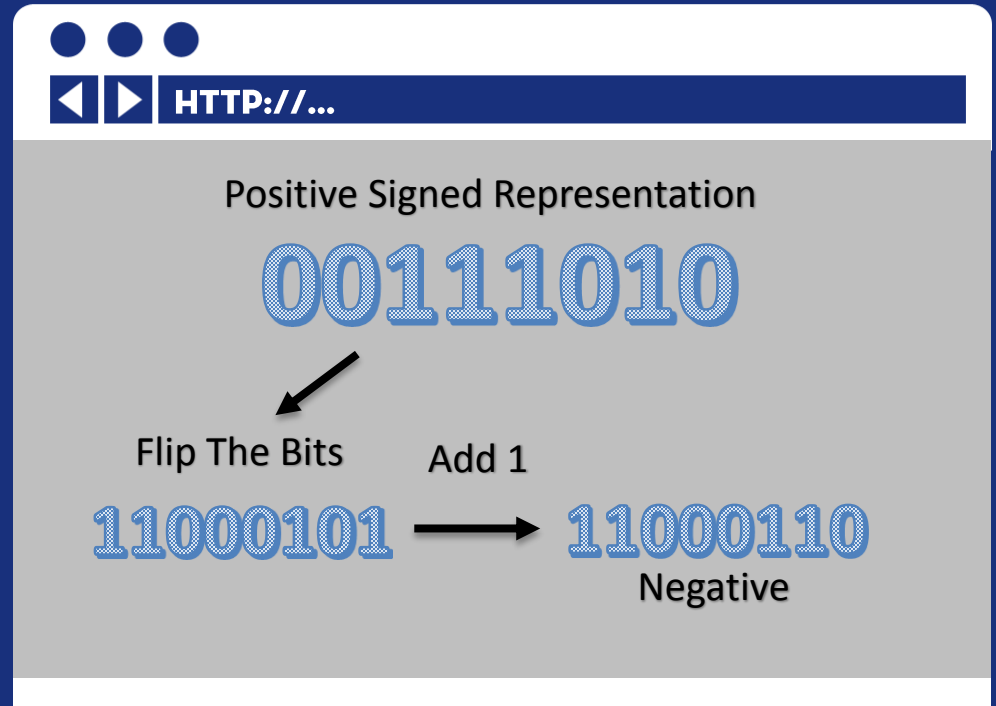 HTTP://...
Positive Signed Representation
00111010
Flip The Bits
Add 1
11000101
11000110
Negative